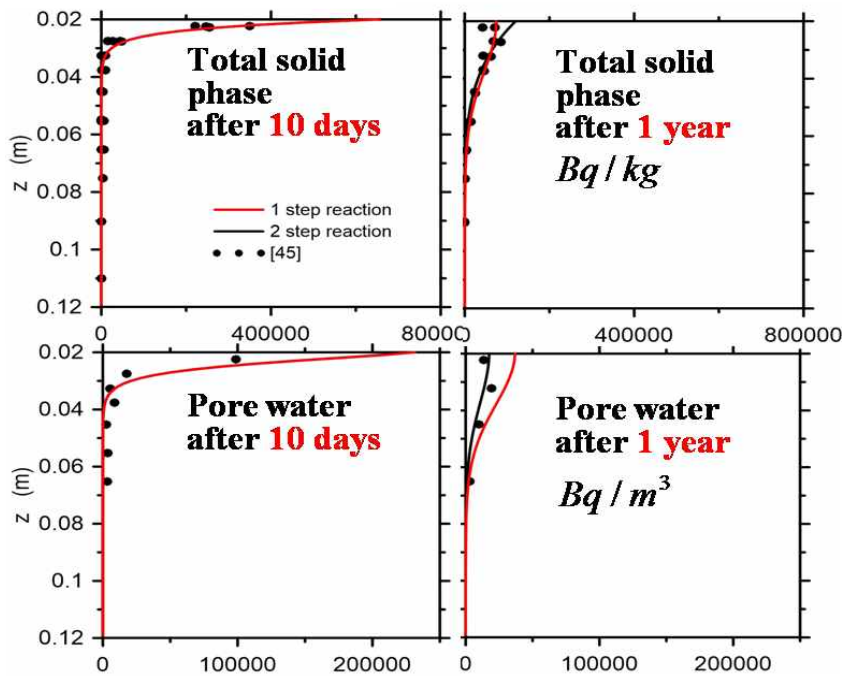 0.02
0.04
0.06
0.08
0.1
0.12
z (m)
Total solid
phase
after 10 days
1 step reaction
2 step reaction
[45]
0 400000 80000
Total solid
phase
after 1 year
Bq / kg
0 400000 800000
0.02
0.04
0.06
0.08
0.1
0.12
z (m)
Pore water
after 10 days
0 100000 200000
Pore water
after 1 year
Bq / m³
0 100000 200000